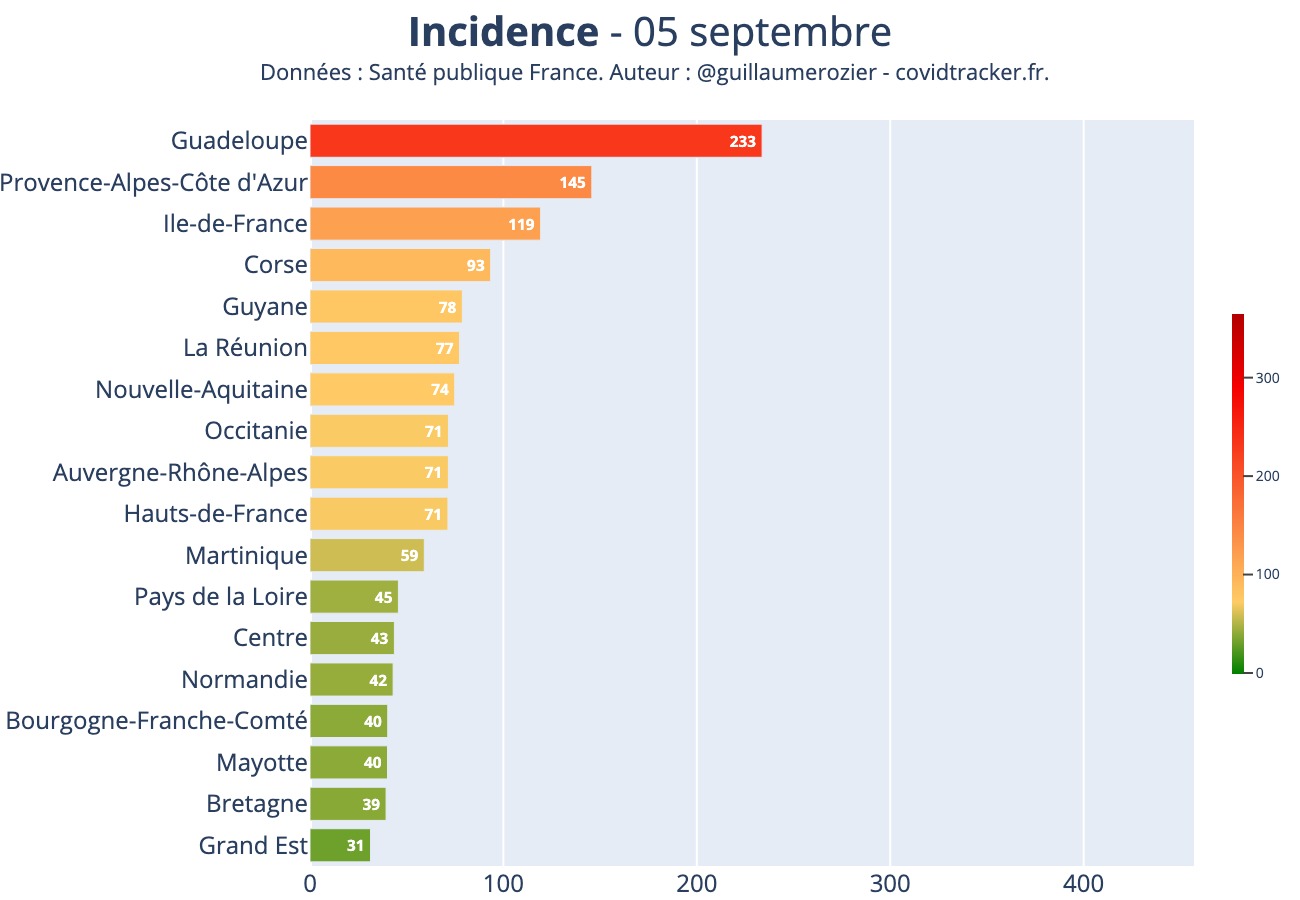 Incidence - 05 septembre
Données : Santé publique France. Auteur : @guillaumerozier - covidtracker.fr.
Guadeloupe 233
Provence-Alpes-Côte d'Azur 145
Ile-de-France 119
Corse 93
Guyane 78
La Réunion 77
Nouvelle-Aquitaine 74
Occitanie 71
Auvergne-Rhône-Alpes 71
Hauts-de-France 71
Martinique 59
Pays de la Loire 45
Centre 43
Normandie 42
Bourgogne-Franche-Comté 40
Mayotte 40
Bretagne 39
Grand Est 31
0 100 200 300 400
300
200
100
0